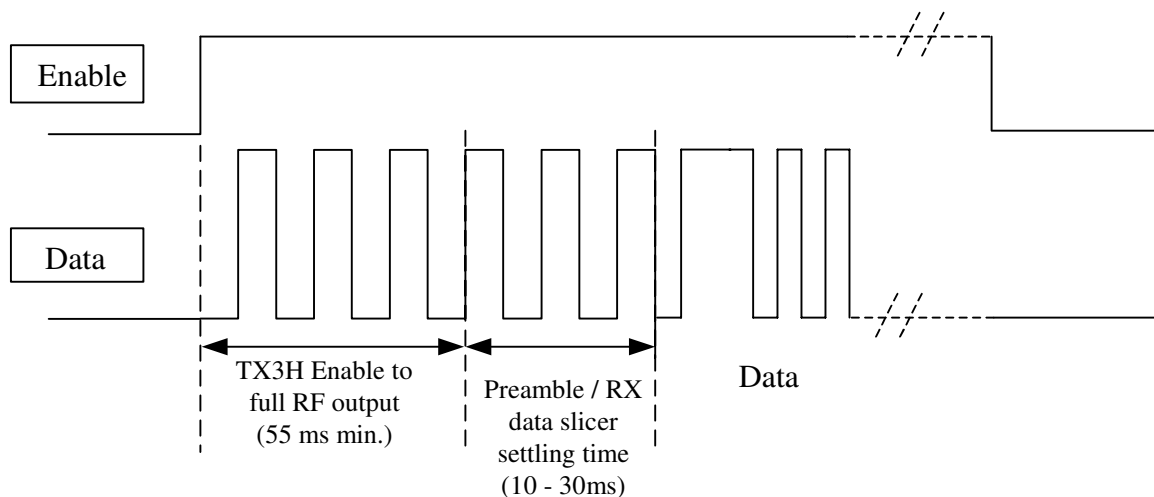 Enable
Data
TX3H Enable to
full RF output
(55 ms min.)
Preamble / RX
data slicer
settling time
(10 - 30ms)
Data